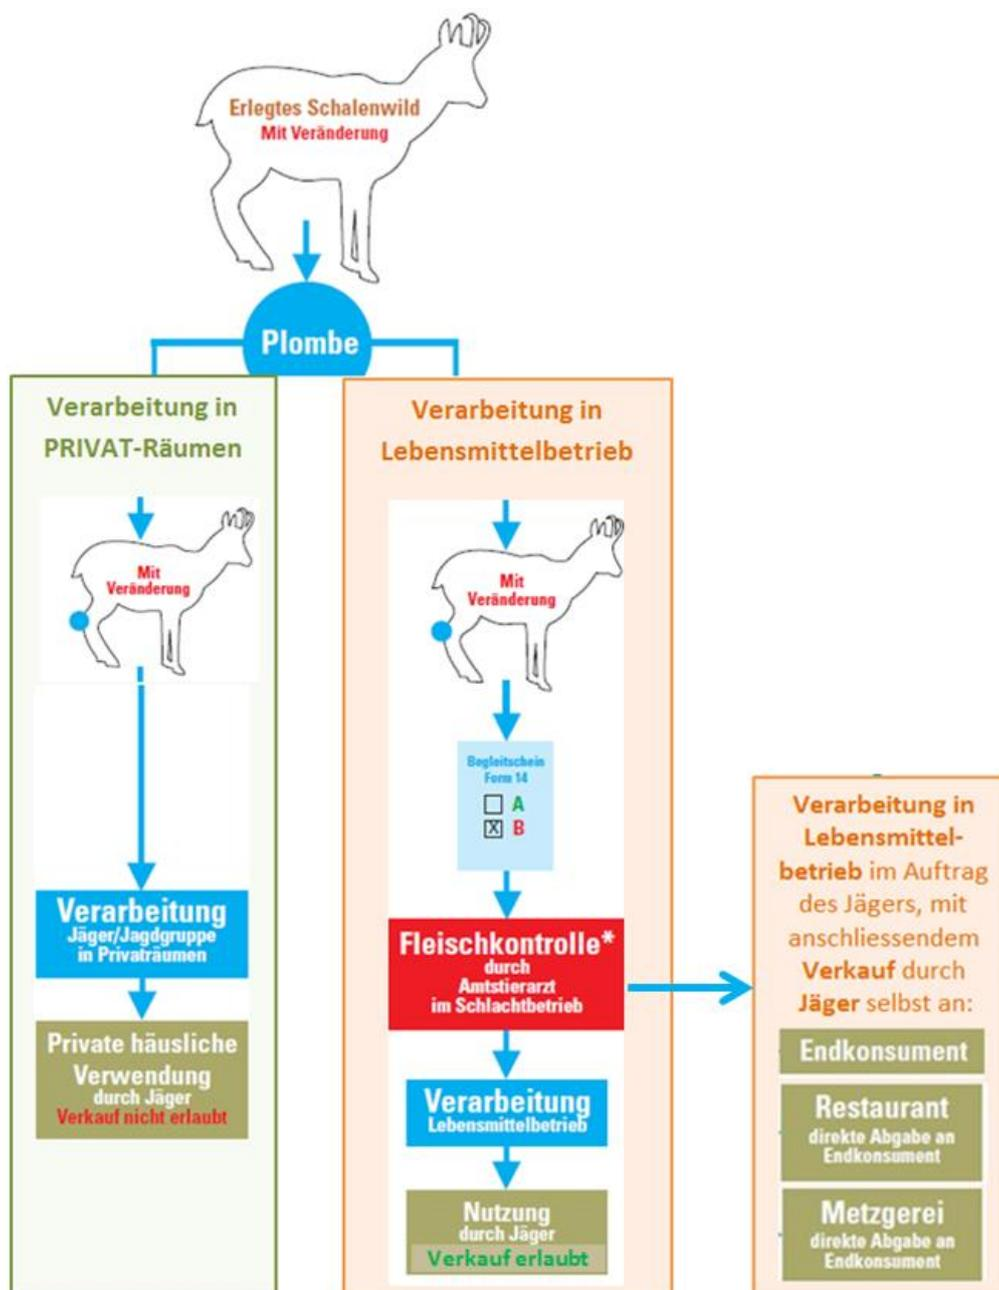 Erlegtes Schalenwild
Mit Veränderung
Plombe
Verarbeitung in
PRIVAT-Räumen
Mit
Veränderung
Verarbeitung
Jäger/Jagdgruppe
in Privaträumen
Private häusliche
Verwendung
durch Jäger
Verkauf nicht erlaubt
Verarbeitung in
Lebensmittelbetrieb
Mit
Veränderung
Begleitschein
Form 14
A
X B
Fleischkontrolle*
durch
Amtstierarzt
im Schlachtbetrieb
Verarbeitung
Lebensmittelbetrieb
Nutzung
durch Jäger
Verkauf erlaubt
Verarbeitung in
Lebensmittel-
betrieb im Auftrag
des Jägers, mit
anschliessendem
Verkauf durch
Jäger selbst an:
Endkonsument
Restaurant
direkte Abgabe an
Endkonsument
Metzgerei
direkte Abgabe an
Endkonsument